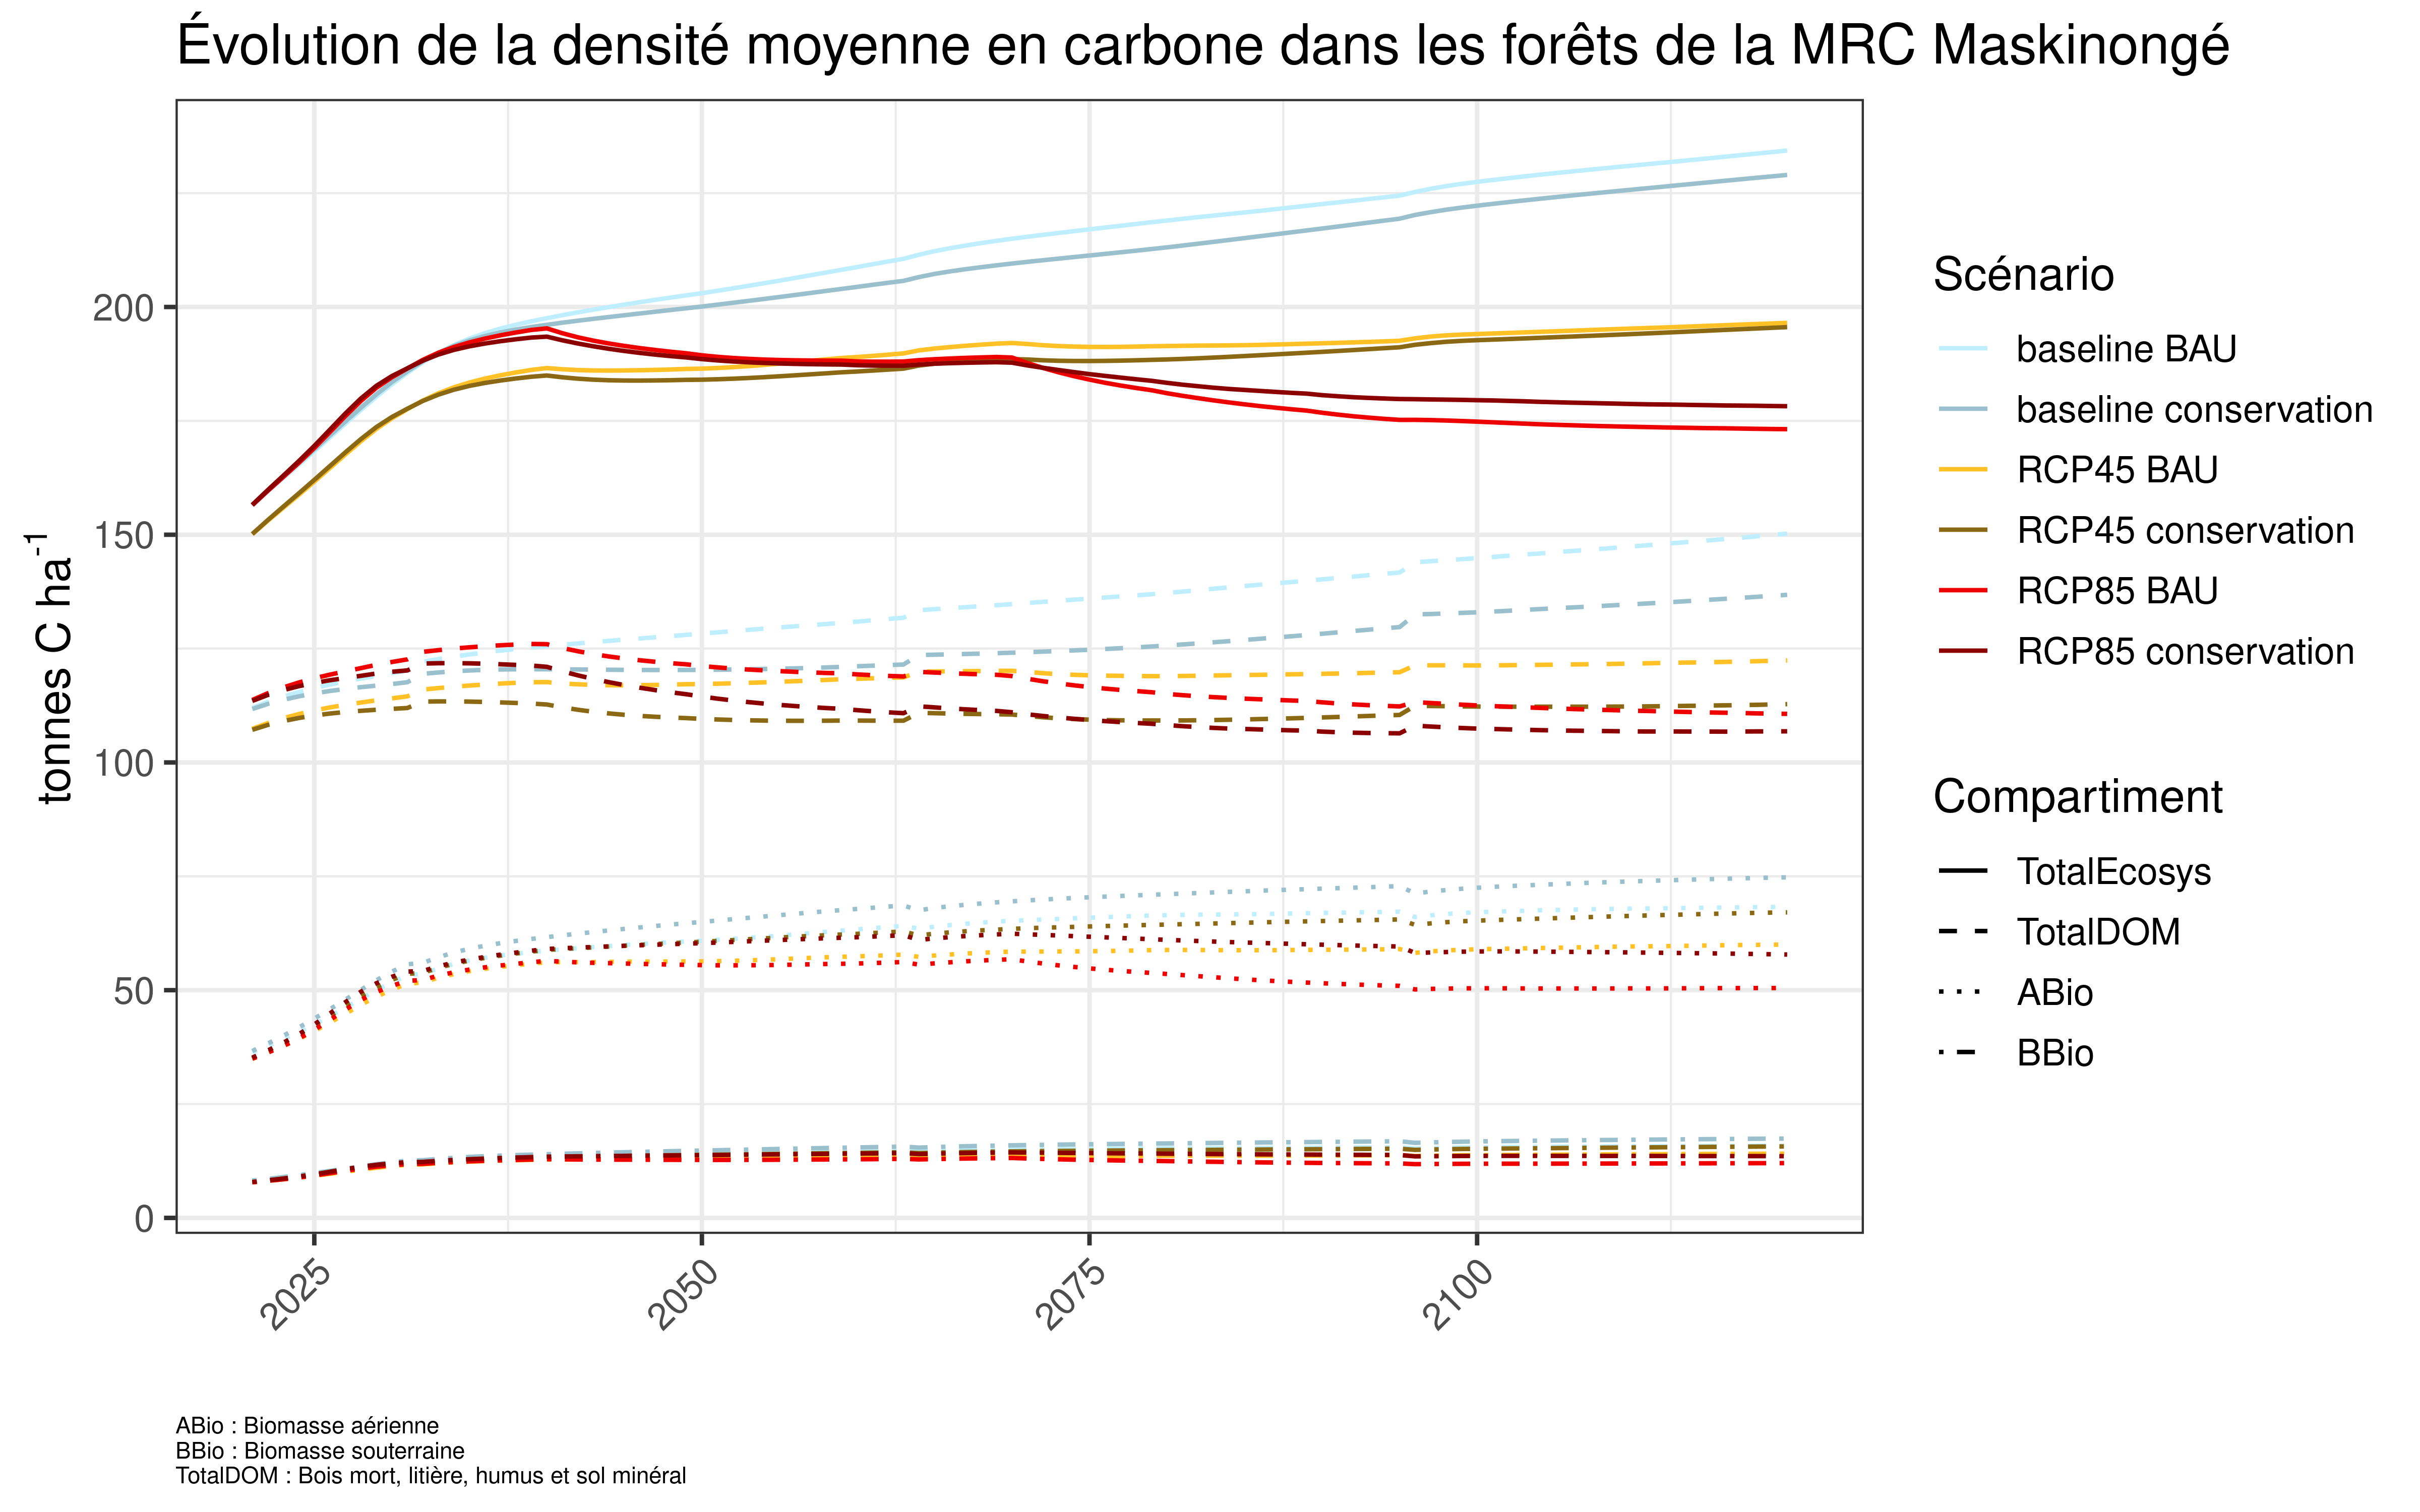 Évolution de la densité moyenne en carbone dans les forêts de la MRC Maskinongé
tonnes C ha-1
200
150
100
50
0
2025
2050
2075
2100
Scénario
baseline BAU
baseline conservation
RCP45 BAU
RCP45 conservation
RCP85 BAU
RCP85 conservation
Compartiment
TotalEcosys
TotalDOM
ABio
BBio
ABio : Biomasse aérienne
BBio : Biomasse souterraine
TotalDOM : Bois mort, litière, humus et sol minéral